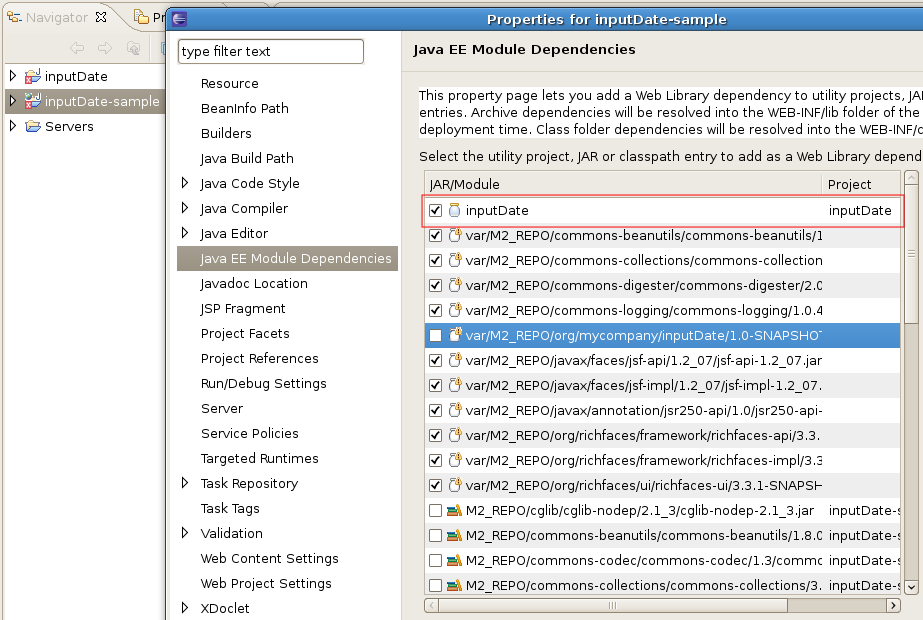 Navigator
Pr
Properties for inputDate-sample
inputDate
inputDate-sample
Servers
type filter text
Resource
BeanInfo Path
Builders
Java Build Path
Java Code Style
Java Compiler
Java Editor
Java EE Module Dependencies
Javadoc Location
JSP Fragment
Project Facets
Project References
Run/Debug Settings
Server
Service Policies
Targeted Runtimes
Task Repository
Task Tags
Validation
Web Content Settings
Web Project Settings
XDoclet
Java EE Module Dependencies
This property page lets you add a Web Library dependency to utility projects, JA
entries. Archive dependencies will be resolved into the WEB-INF/lib folder of the
deployment time. Class folder dependencies will be resolved into the WEB-INF/c
Select the utility project, JAR or classpath entry to add as a Web Library depend
JAR/Module Project
inputDate inputDate
var/M2_REPO/commons-beanutils/commons-beanutils/1
var/M2_REPO/commons-collections/commons-collection
var/M2_REPO/commons-digester/commons-digester/2.0
var/M2_REPO/commons-logging/commons-logging/1.0.4
var/M2_REPO/org/mycompany/inputDate/1.0-SNAPSHOT
var/M2_REPO/javax/faces/jsf-api/1.2_07/jsf-api-1.2_07.jar
var/M2_REPO/javax/faces/jsf-impl/1.2_07/jsf-impl-1.2_07.
var/M2_REPO/javax/annotation/jsr250-api/1.0/jsr250-api-
var/M2_REPO/org/richfaces/framework/richfaces-api/3.3.
var/M2_REPO/org/richfaces/framework/richfaces-impl/3.3
var/M2_REPO/org/richfaces/ui/richfaces-ui/3.3.1-SNAPSH
M2_REPO/cglib/cglib-nodep/2.1_3/cglib-nodep-2.1_3.jar inputDate-s
M2_REPO/commons-beanutils/commons-beanutils/1.8.0 inputDate-s
M2_REPO/commons-codec/commons-codec/1.3/commo inputDate-s
M2_REPO/commons-collections/commons-collections/3. inputDate-s